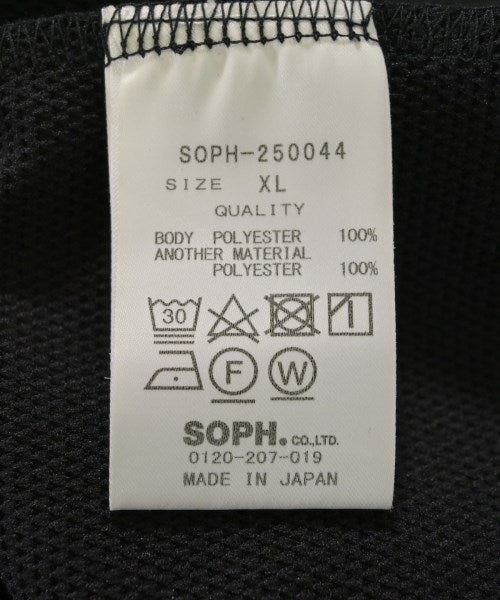 SOPH-250044
SIZE XL
QUALITY
BODY POLYESTER 100%
ANOTHER MATERIAL
POLYESTER 100%
30
F W
SOPH. CO.,LTD.
0120-207-019
MADE IN JAPAN